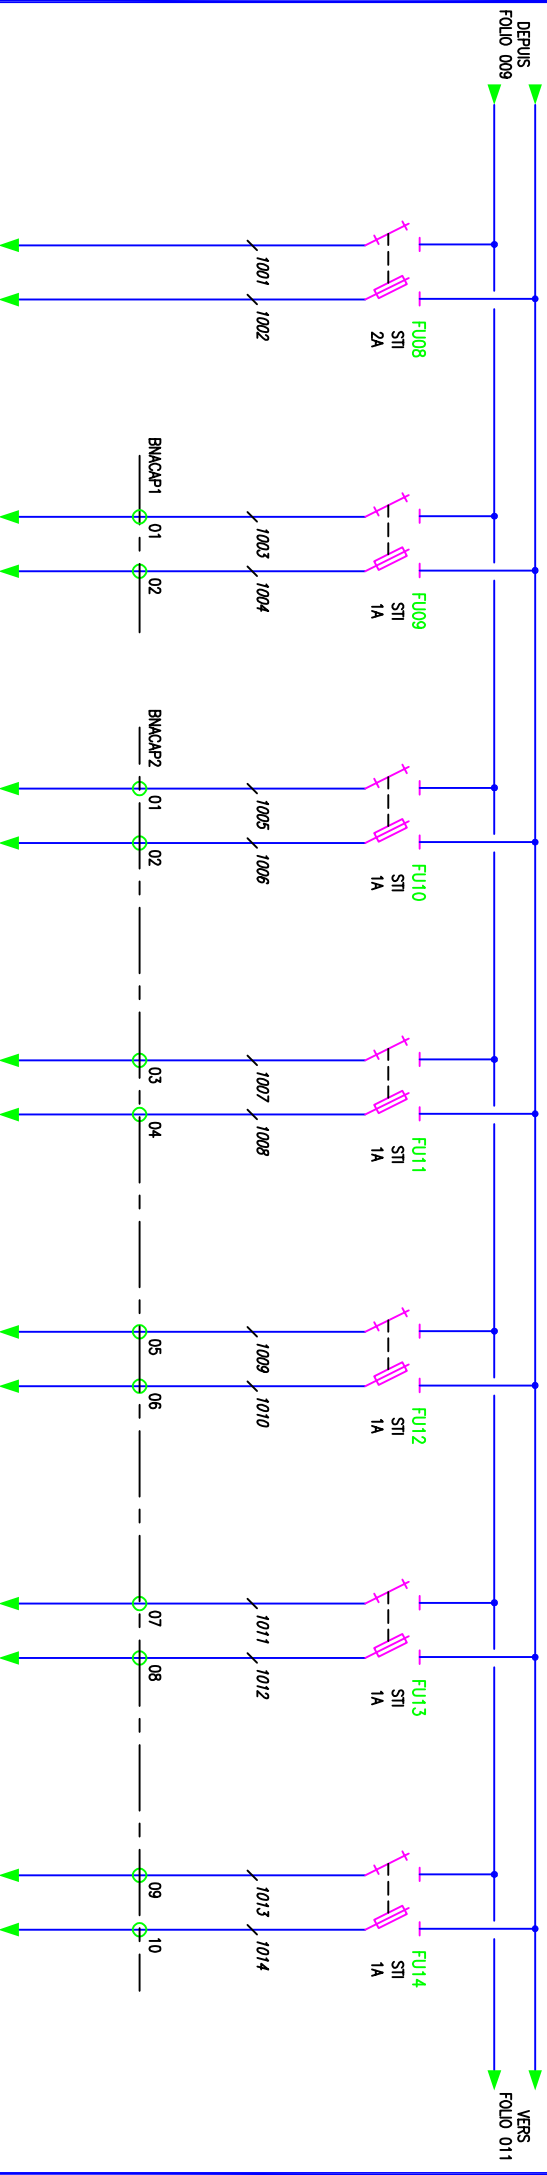 DEPUIS
FOLIO 009
FU08
STI
2A
1001
1002
FU09
STI
1A
1003
1004
BNACAP1
01
02
FU10
STI
1A
1005
1006
BNACAP2
01
02
FU11
STI
1A
1007
1008
03
04
FU12
STI
1A
1009
1010
05
06
FU13
STI
1A
1011
1012
07
08
FU14
STI
1A
1013
1014
09
10
VERS
FOLIO 011